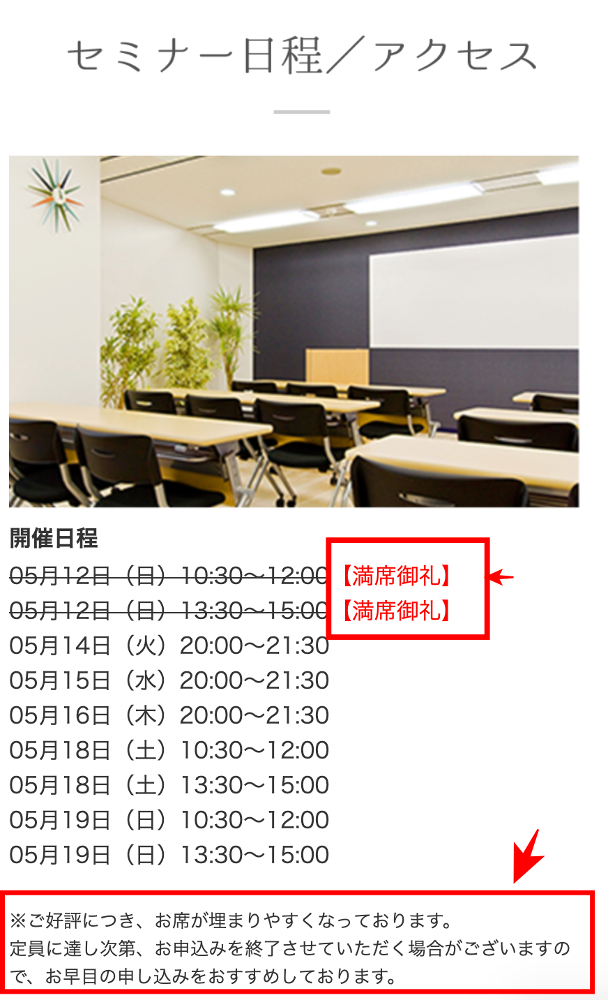 セミナー日程／アクセス
開催日程
05月12日（日）10:30〜12:00【満席御礼】
05月12日（日）13:30〜15:00【満席御礼】
05月14日（火）20:00〜21:30
05月15日（水）20:00〜21:30
05月16日（木）20:00〜21:30
05月18日（土）10:30〜12:00
05月18日（土）13:30〜15:00
05月19日（日）10:30〜12:00
05月19日（日）13:30〜15:00
※ご好評につき、お席が埋まりやすくなっております。
定員に達し次第、お申込みを終了させていただく場合がございますの
で、お早目の申し込みをおすすめしております。